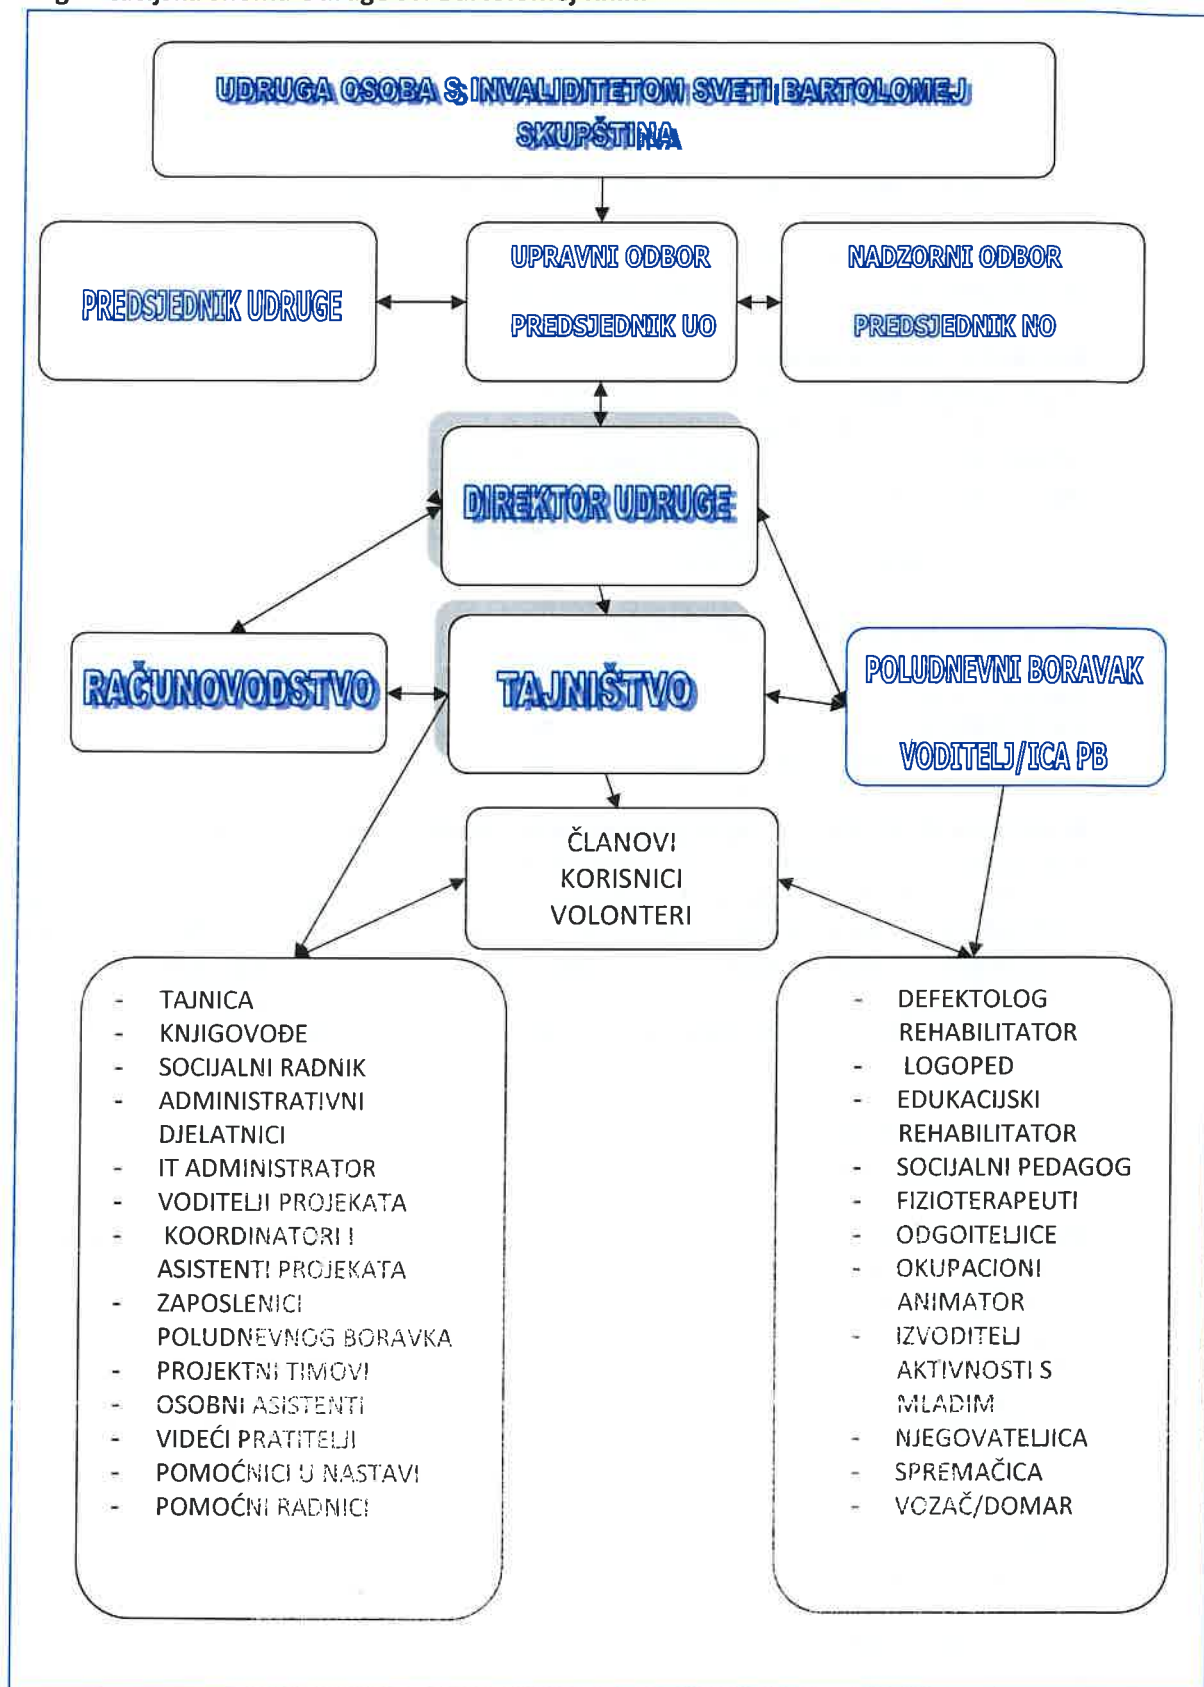 UDRUGA OSOBA S INVALIDITETOM SVETI BARTOLOMEJ
SKUPŠTINA
PREDSJEDNIK UDRUGE
UPRAVNI ODBOR
PREDSJEDNIK UO
NADZORNI ODBOR
PREDSJEDNIK NO
DIREKTOR UDRUGE
RAČUNOVODSTVO
TAJNIŠTVO
POLUDNEVNI BORAVAK
VODITELJ/ICA PB
ČLANOVI
KORISNICI
VOLONTERI
- TAJNICA
- KNJIGOVOĐE
- SOCIJALNI RADNIK
- ADMINISTRATIVNI
DJELATNICI
- IT ADMINISTRATOR
- VODITELJI PROJEKATA
- KOORDINATORI I
ASISTENTI PROJEKATA
- ZAPOSLENICI
POLUDNEVNOG BORAVKA
- PROJEKTNI TIMOVI
- OSOBNI ASISTENTI
- VIDEĆI PRATITELJI
- POMOĆNICI U NASTAVI
- POMOĆNI RADNICI
- DEFEKTOLOG
REHABILITATOR
- LOGOPED
- EDUKACIJSKI
REHABILITATOR
- SOCIJALNI PEDAGOG
- FIZIOTERAPEUTI
- ODGOITELJICE
- OKUPACIONI
ANIMATOR
- IZVODITELJ
AKTIVNOSTI S
MLADIM
- NJEGOVATELJICA
- SPREMAČICA
- VOZAČ/DOMAR